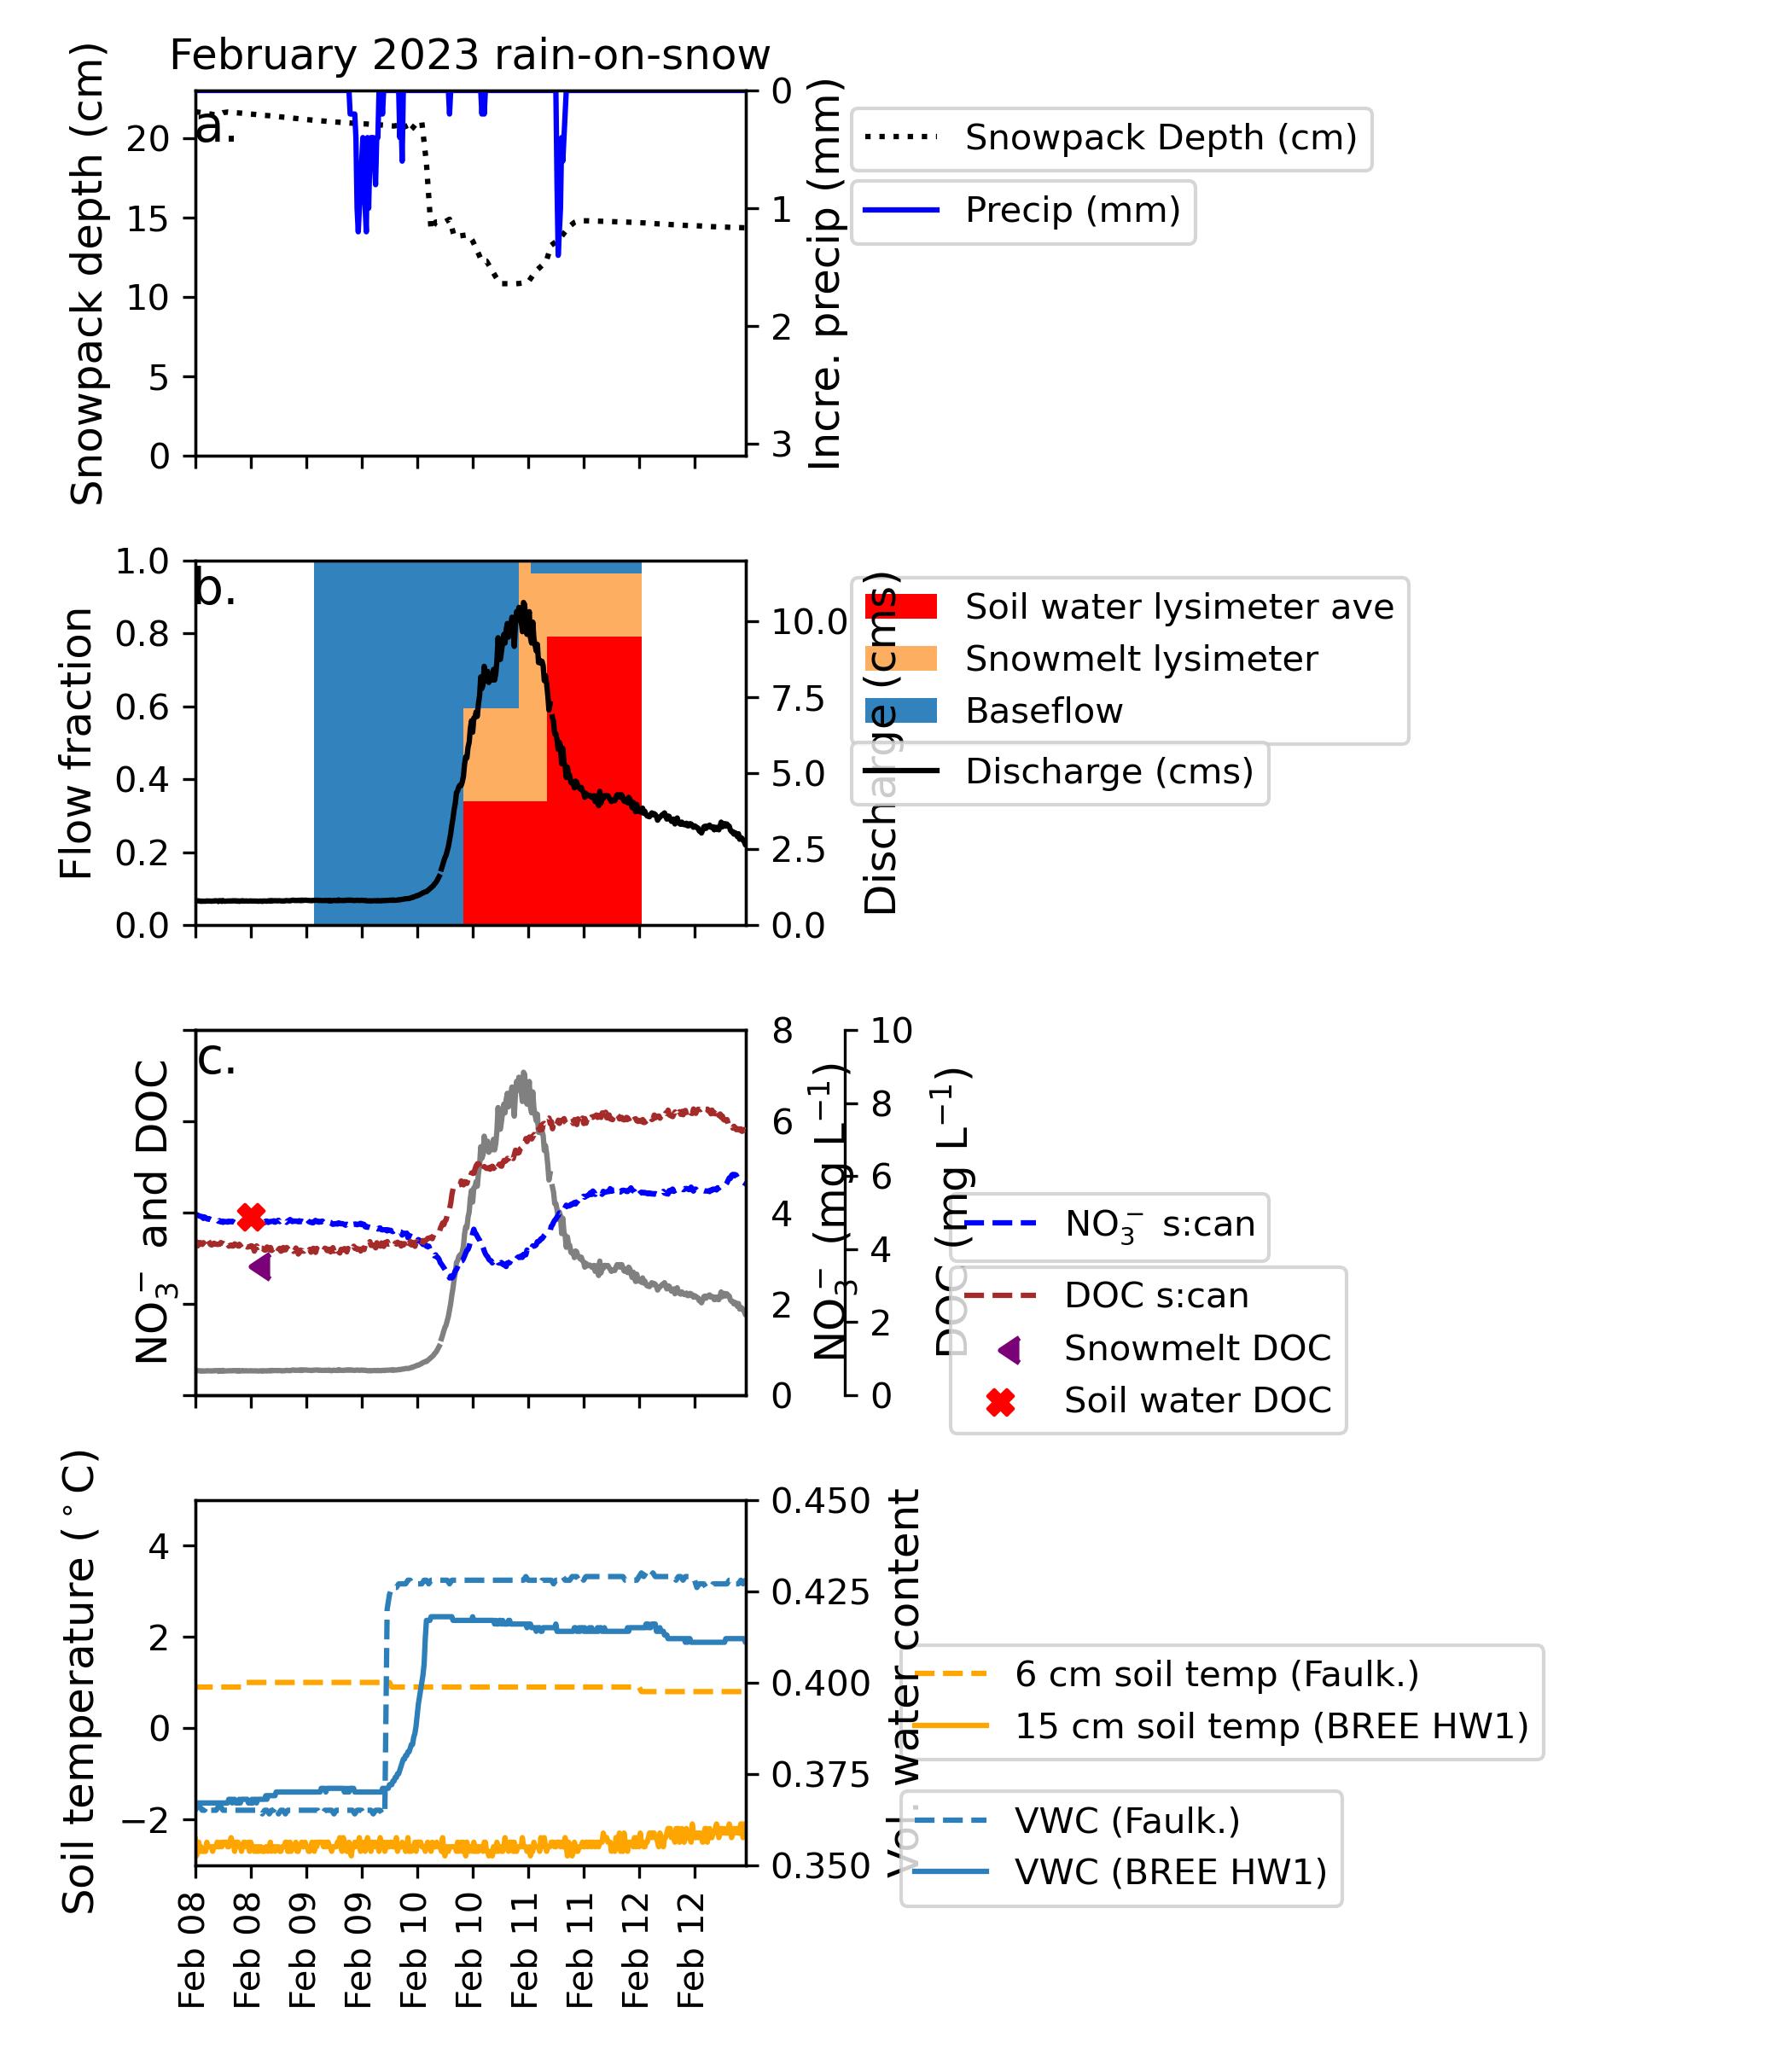 February 2023 rain-on-snow
Snowpack depth (cm)
20
15
10
5
0
a.
0
1
2
3
Incre. precip (mm)
Snowpack Depth (cm)
Precip (mm)
Flow fraction
1.0
0.8
0.6
0.4
0.2
0.0
b.
10.0
7.5
5.0
2.5
0.0
Discharge (cms)
Soil water lysimeter ave
Snowmelt lysimeter
Baseflow
Discharge (cms)
NO₃⁻ and DOC
c.
8
6
4
2
0
NO₃⁻ (mg L⁻¹)
10
8
6
4
2
0
DOC (mg L⁻¹)
NO₃⁻ s:can
DOC s:can
Snowmelt DOC
Soil water DOC
Soil temperature (°C)
4
2
0
−2
0.450
0.425
0.400
0.375
0.350
Vol. water content
6 cm soil temp (Faulk.)
15 cm soil temp (BREE HW1)
VWC (Faulk.)
VWC (BREE HW1)
Feb 08
Feb 08
Feb 09
Feb 09
Feb 10
Feb 10
Feb 11
Feb 11
Feb 12
Feb 12